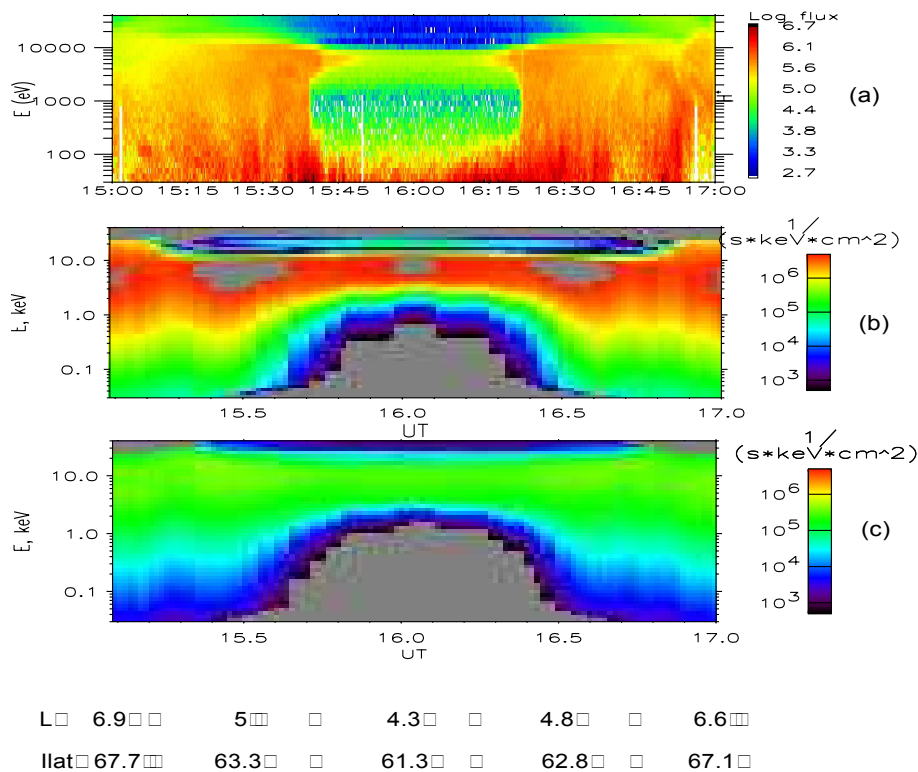 Log flux
6.7
6.1
5.6
5.0
4.4
3.8
3.3
2.7
10000
1000
100
E (eV)
15:00 15:15 15:30 15:45 16:00 16:15 16:30 16:45 17:00
(a)
1/
(s*keV*cm^2)
10.0
1.0
0.1
E, keV
15.5 16.0 16.5 17.0
UT
10^6
10^5
10^4
10^3
(b)
1/
(s*keV*cm^2)
10.0
1.0
0.1
E, keV
15.5 16.0 16.5 17.0
UT
10^6
10^5
10^4
10^3
(c)
L 6.9 5 4.3 4.8 6.6
Ilat 67.7 63.3 61.3 62.8 67.1